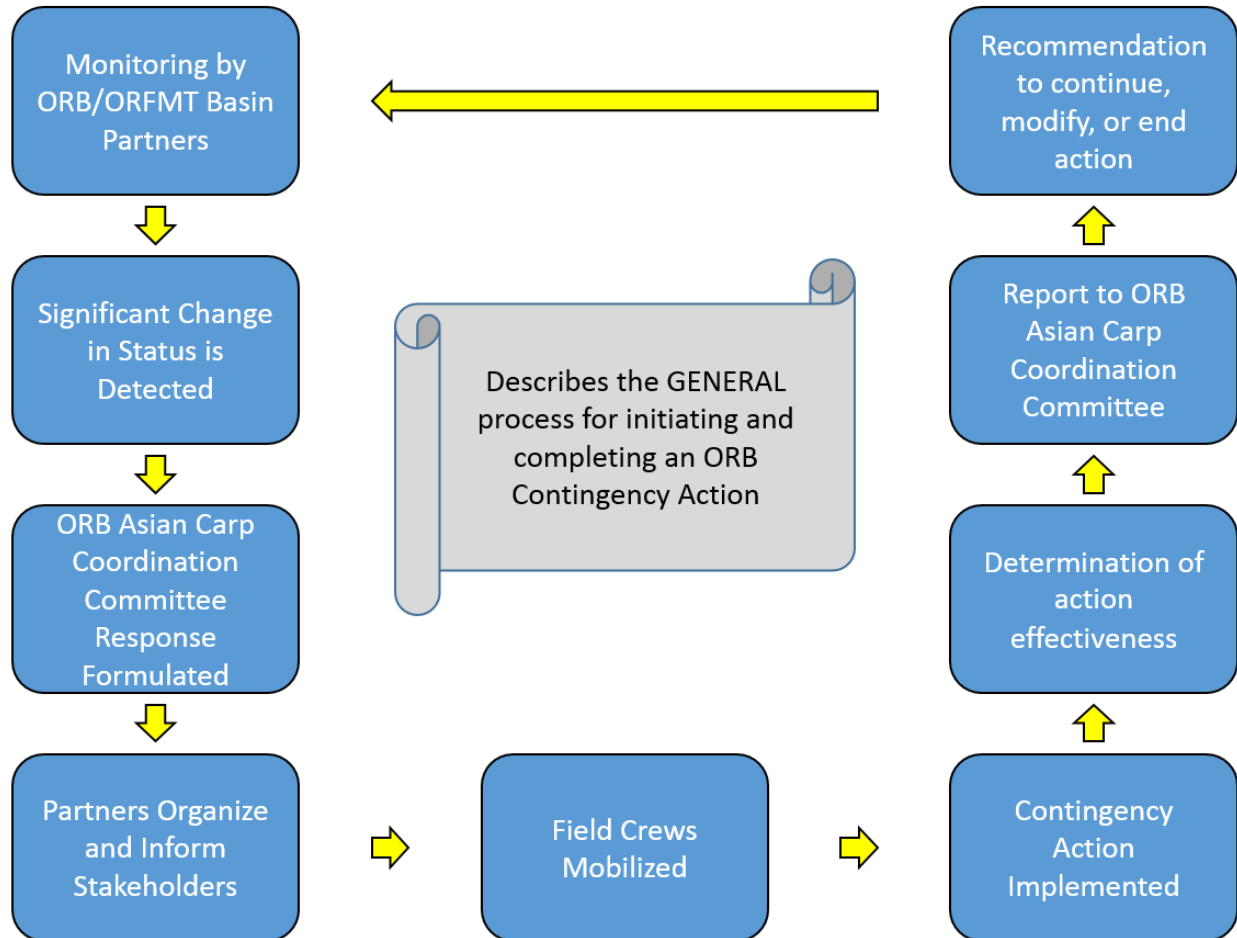 Monitoring by
ORB/ORFMT Basin
Partners
Significant Change
in Status is
Detected
ORB Asian Carp
Coordination
Committee
Response
Formulated
Partners Organize
and Inform
Stakeholders
Field Crews
Mobilized
Contingency
Action
Implemented
Determination of
action
effectiveness
Report to ORB
Asian Carp
Coordination
Committee
Recommendation
to continue,
modify, or end
action
Describes the GENERAL
process for initiating and
completing an ORB
Contingency Action